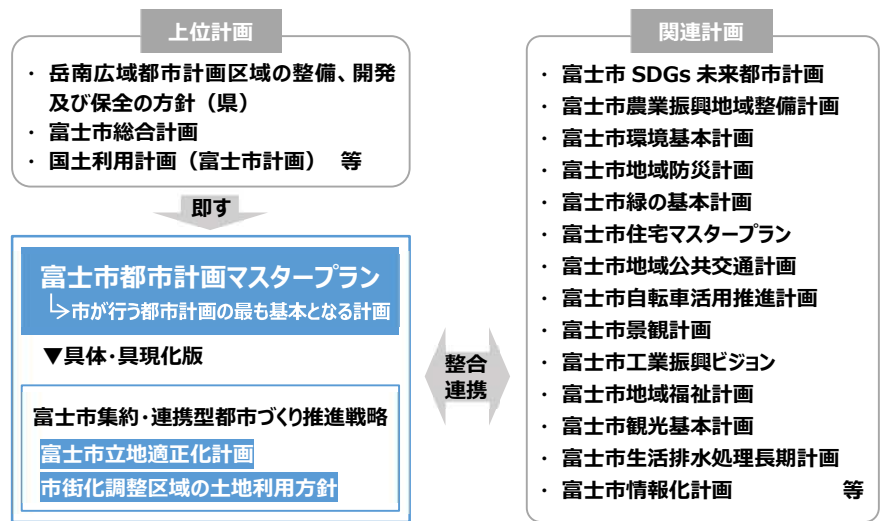 上位計画
・ 岳南広域都市計画区域の整備、開発
及び保全の方針（県）
・ 富士市総合計画
・ 国土利用計画（富士市計画） 等
即す
富士市都市計画マスタープラン
市が行う都市計画の最も基本となる計画
▼具体・具現化版
富士市集約・連携型都市づくり推進戦略
富士市立地適正化計画
市街化調整区域の土地利用方針
整合
連携
関連計画
・ 富士市 SDGs 未来都市計画
・ 富士市農業振興地域整備計画
・ 富士市環境基本計画
・ 富士市地域防災計画
・ 富士市緑の基本計画
・ 富士市住宅マスタープラン
・ 富士市地域公共交通計画
・ 富士市自転車活用推進計画
・ 富士市景観計画
・ 富士市工業振興ビジョン
・ 富士市地域福祉計画
・ 富士市観光基本計画
・ 富士市生活排水処理長期計画
・ 富士市情報化計画 等